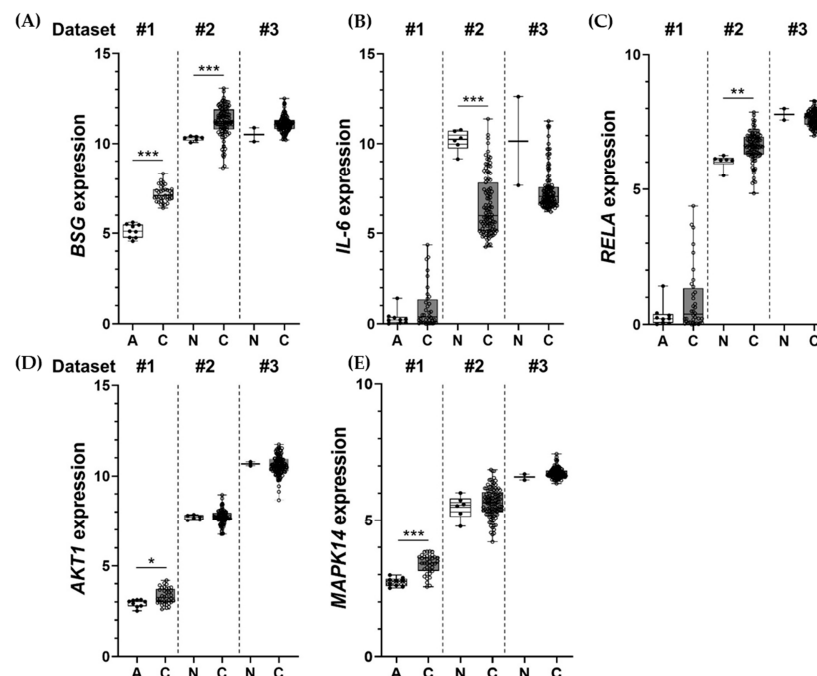 (A) Dataset #1 #2 #3
BSG expression
15
10
5
0
***
***
A C N C N C
(B) #1 #2 #3
IL-6 expression
15
10
5
0
***
A C N C N C
(C) #1 #2 #3
RELA expression
10
5
0
**
A C N C N C
(D) Dataset #1 #2 #3
AKT1 expression
15
10
5
0
*
A C N C N C
(E) #1 #2 #3
MAPK14 expression
10
5
0
***
A C N C N C